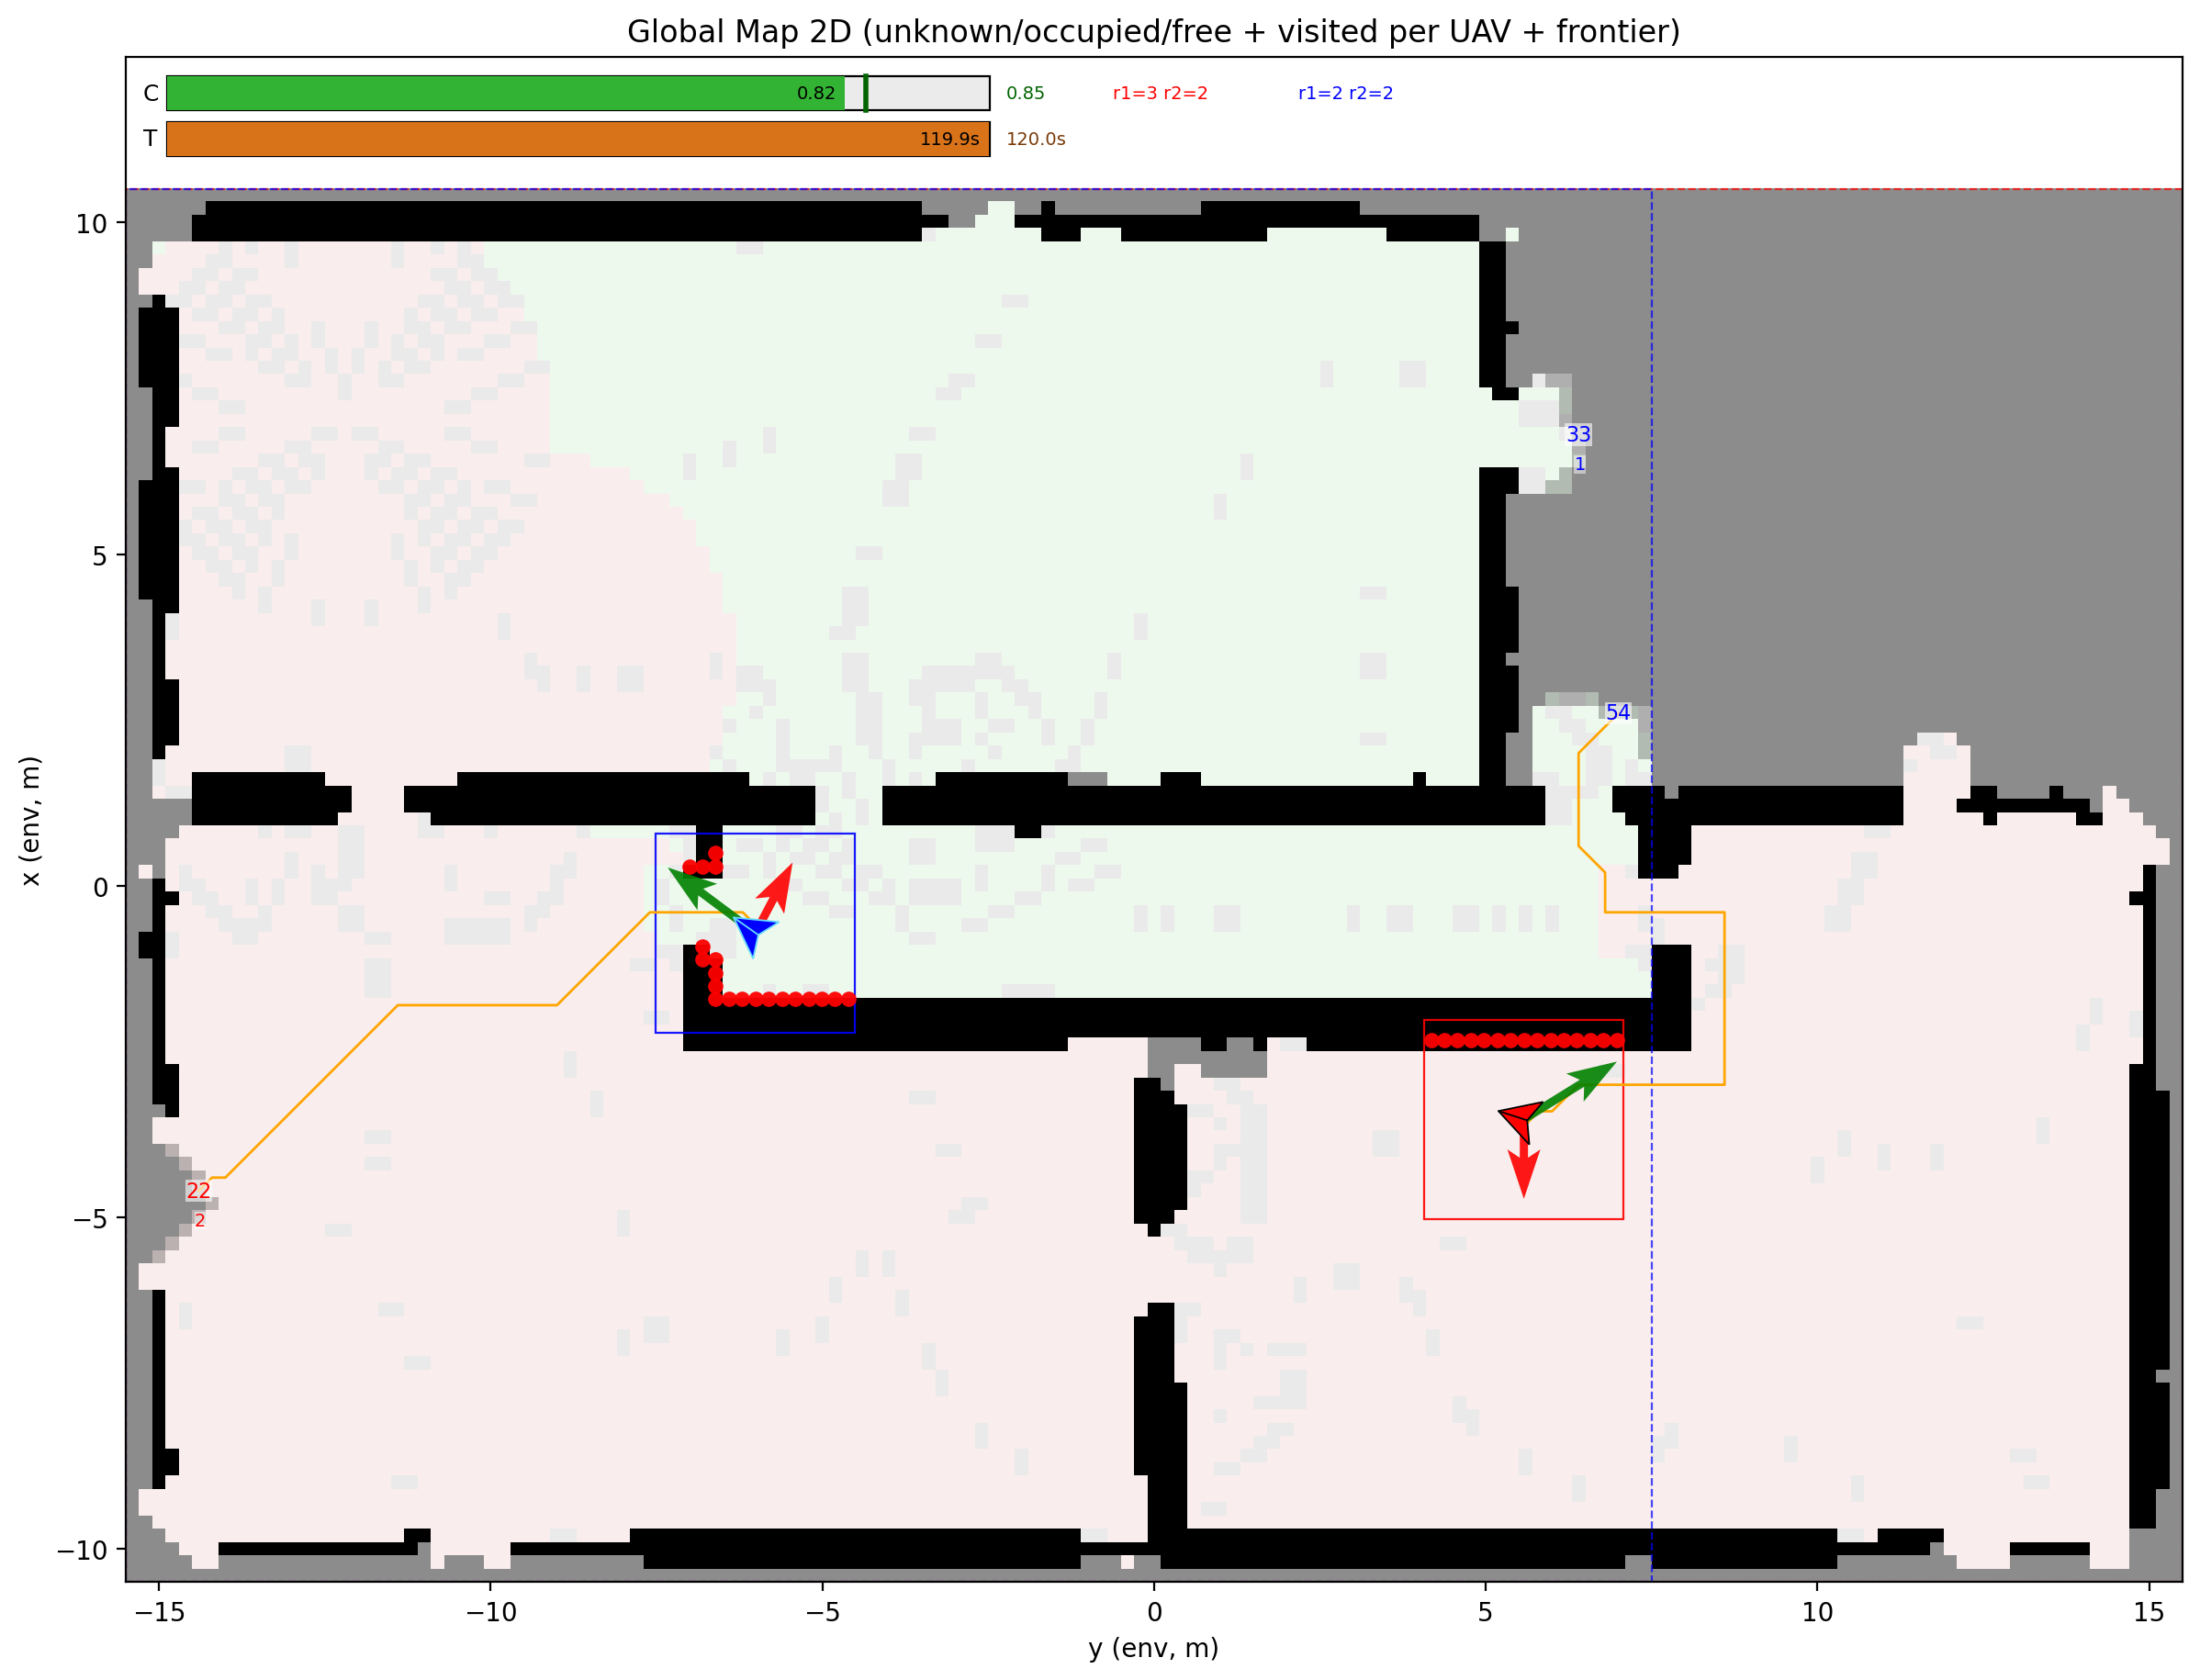 Global Map 2D (unknown/occupied/free + visited per UAV + frontier)
C 0.82 0.85 r1=3 r2=2 r1=2 r2=2
T 119.9s 120.0s
10
5
0
−5
−10
x (env, m)
33
1
54
22
2
−15 −10 −5 0 5 10 15
y (env, m)